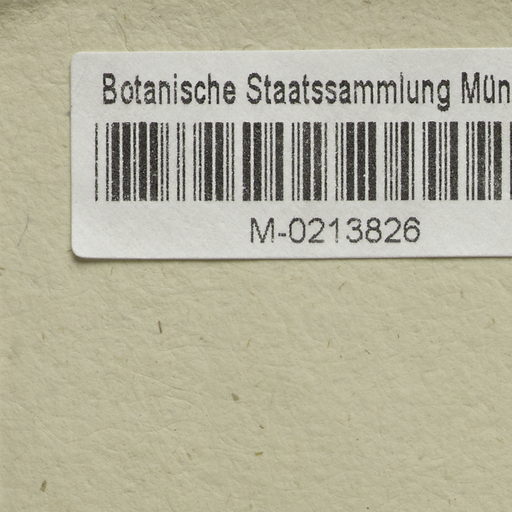 Botanische Staatssammlung Mün
M-0213826